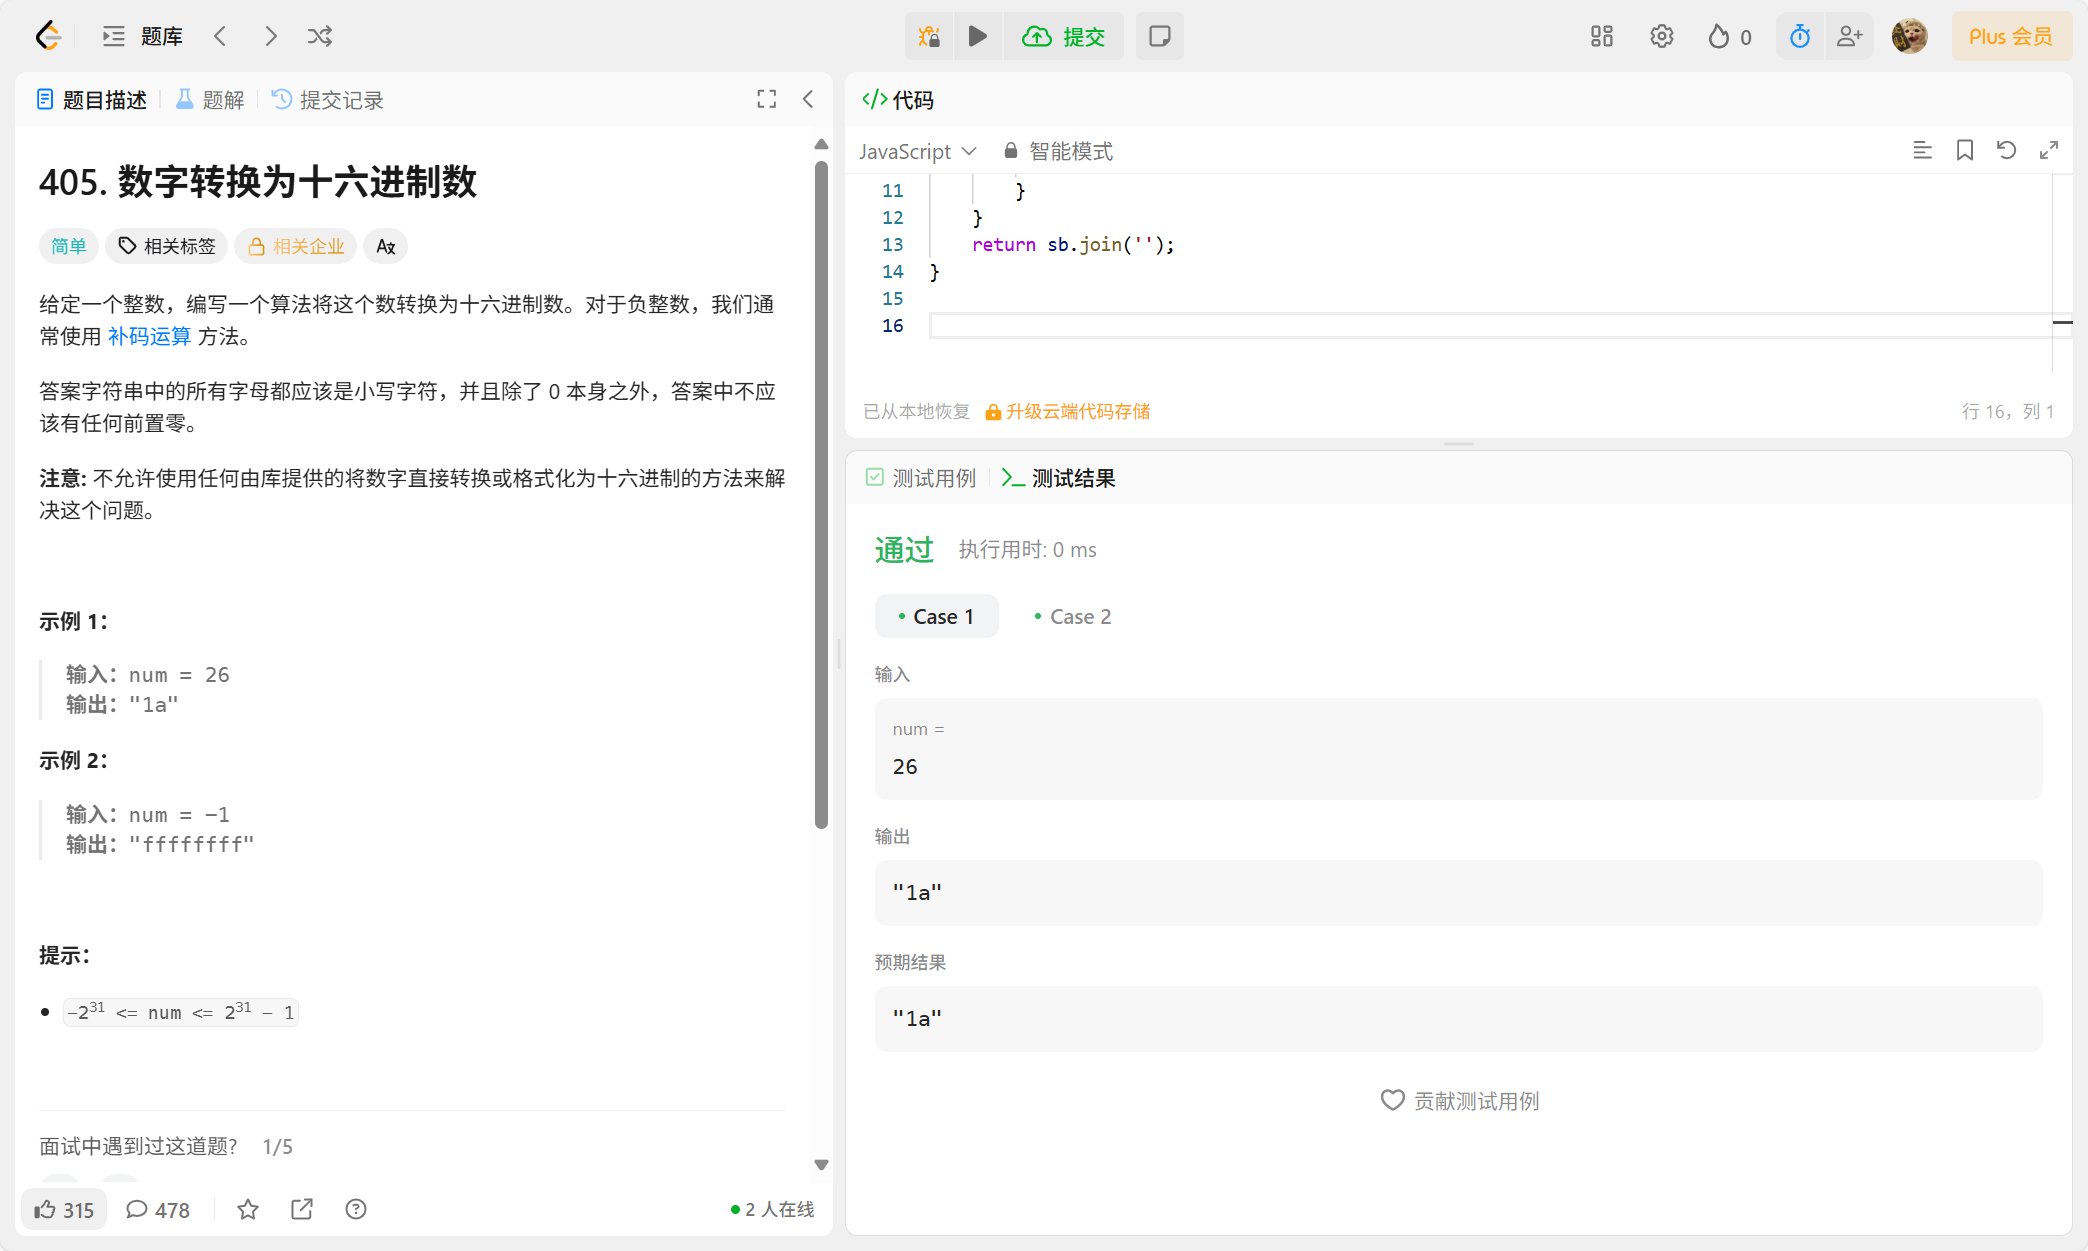 题库
提交
0
Plus 会员
题目描述
题解
提交记录
405. 数字转换为十六进制数
简单
相关标签
相关企业
给定一个整数，编写一个算法将这个数转换为十六进制数。对于负整数，我们通
常使用 补码运算 方法。
答案字符串中的所有字母都应该是小写字符，并且除了 0 本身之外，答案中不应
该有任何前置零。
注意: 不允许使用任何由库提供的将数字直接转换或格式化为十六进制的方法来解
决这个问题。
示例 1：
输入：num = 26
输出："1a"
示例 2：
输入：num = -1
输出："ffffffff"
提示：
-2^31 <= num <= 2^31 - 1
面试中遇到过这道题? 1/5
315
478
2 人在线
</>代码
JavaScript
智能模式
11 }
12 }
13 return sb.join('');
14 }
15
16
已从本地恢复
升级云端代码存储
行 16，列 1
测试用例
测试结果
通过 执行用时: 0 ms
Case 1
Case 2
输入
num =
26
输出
"1a"
预期结果
"1a"
贡献测试用例